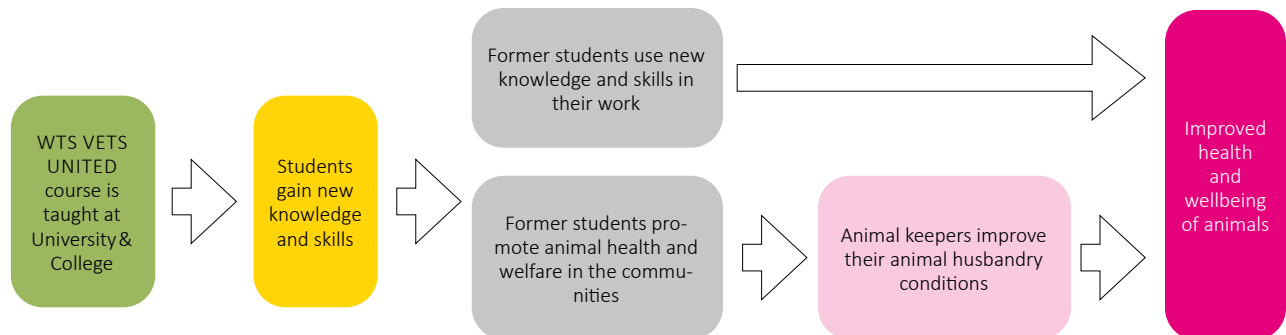 WTS VETS
UNITED
course is
taught at
University &
College
Students
gain new
knowledge
and skills
Former students use new
knowledge and skills in
their work
Former students pro-
mote animal health and
welfare in the commu-
nities
Animal keepers improve
their animal husbandry
conditions
Improved
health
and
wellbeing
of animals